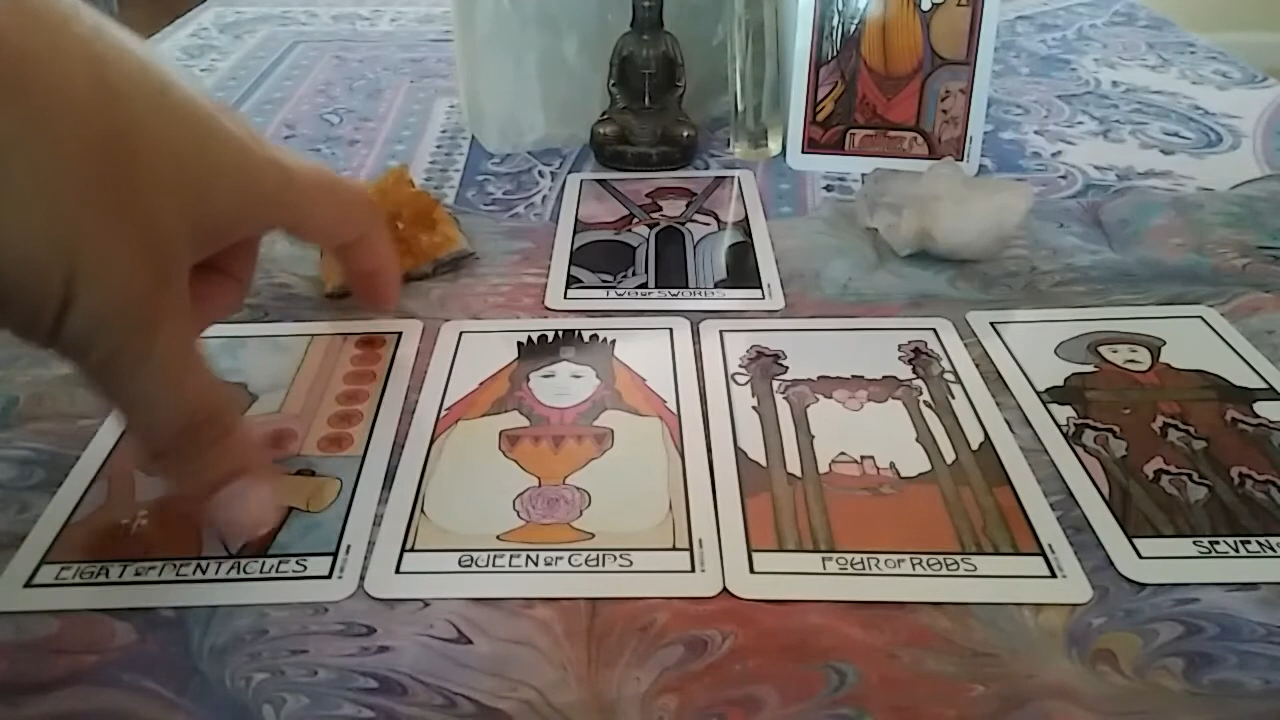 TWO OF SWORDS
EIGHT OF PENTACLES
QUEEN OF CUPS
FOUR OF RODS
SEVEN